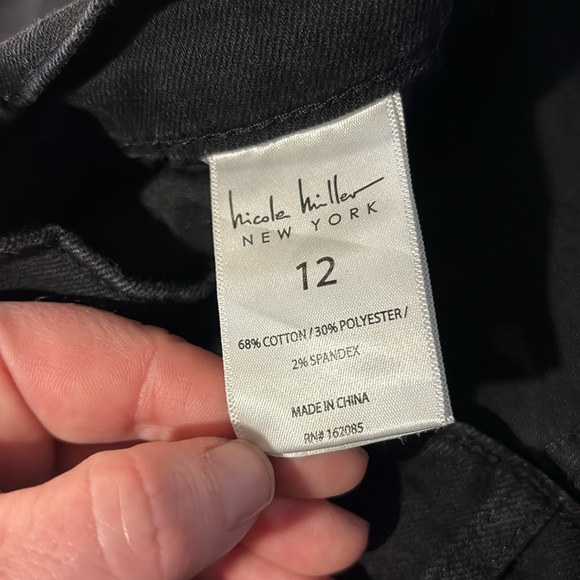 nicole miller
NEW YORK
12
68% COTTON / 30% POLYESTER /
2% SPANDEX
MADE IN CHINA
RN# 162085